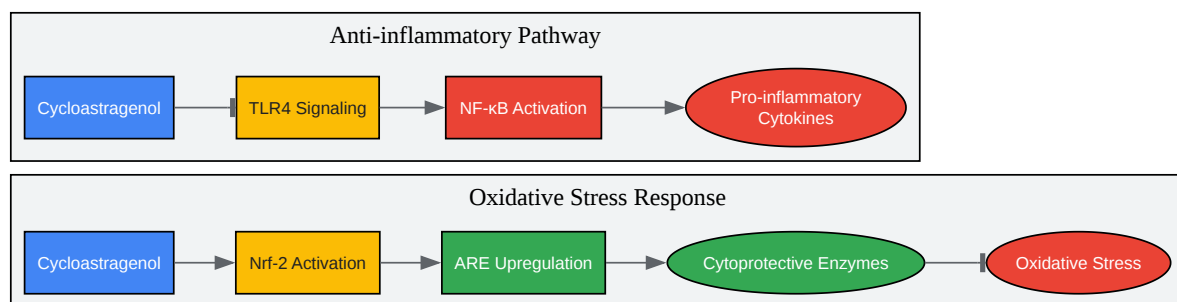 Anti-inflammatory Pathway
Cycloastragenol
TLR4 Signaling
NF-κB Activation
Pro-inflammatory
Cytokines
Oxidative Stress Response
Cycloastragenol
Nrf-2 Activation
ARE Upregulation
Cytoprotective Enzymes
Oxidative Stress